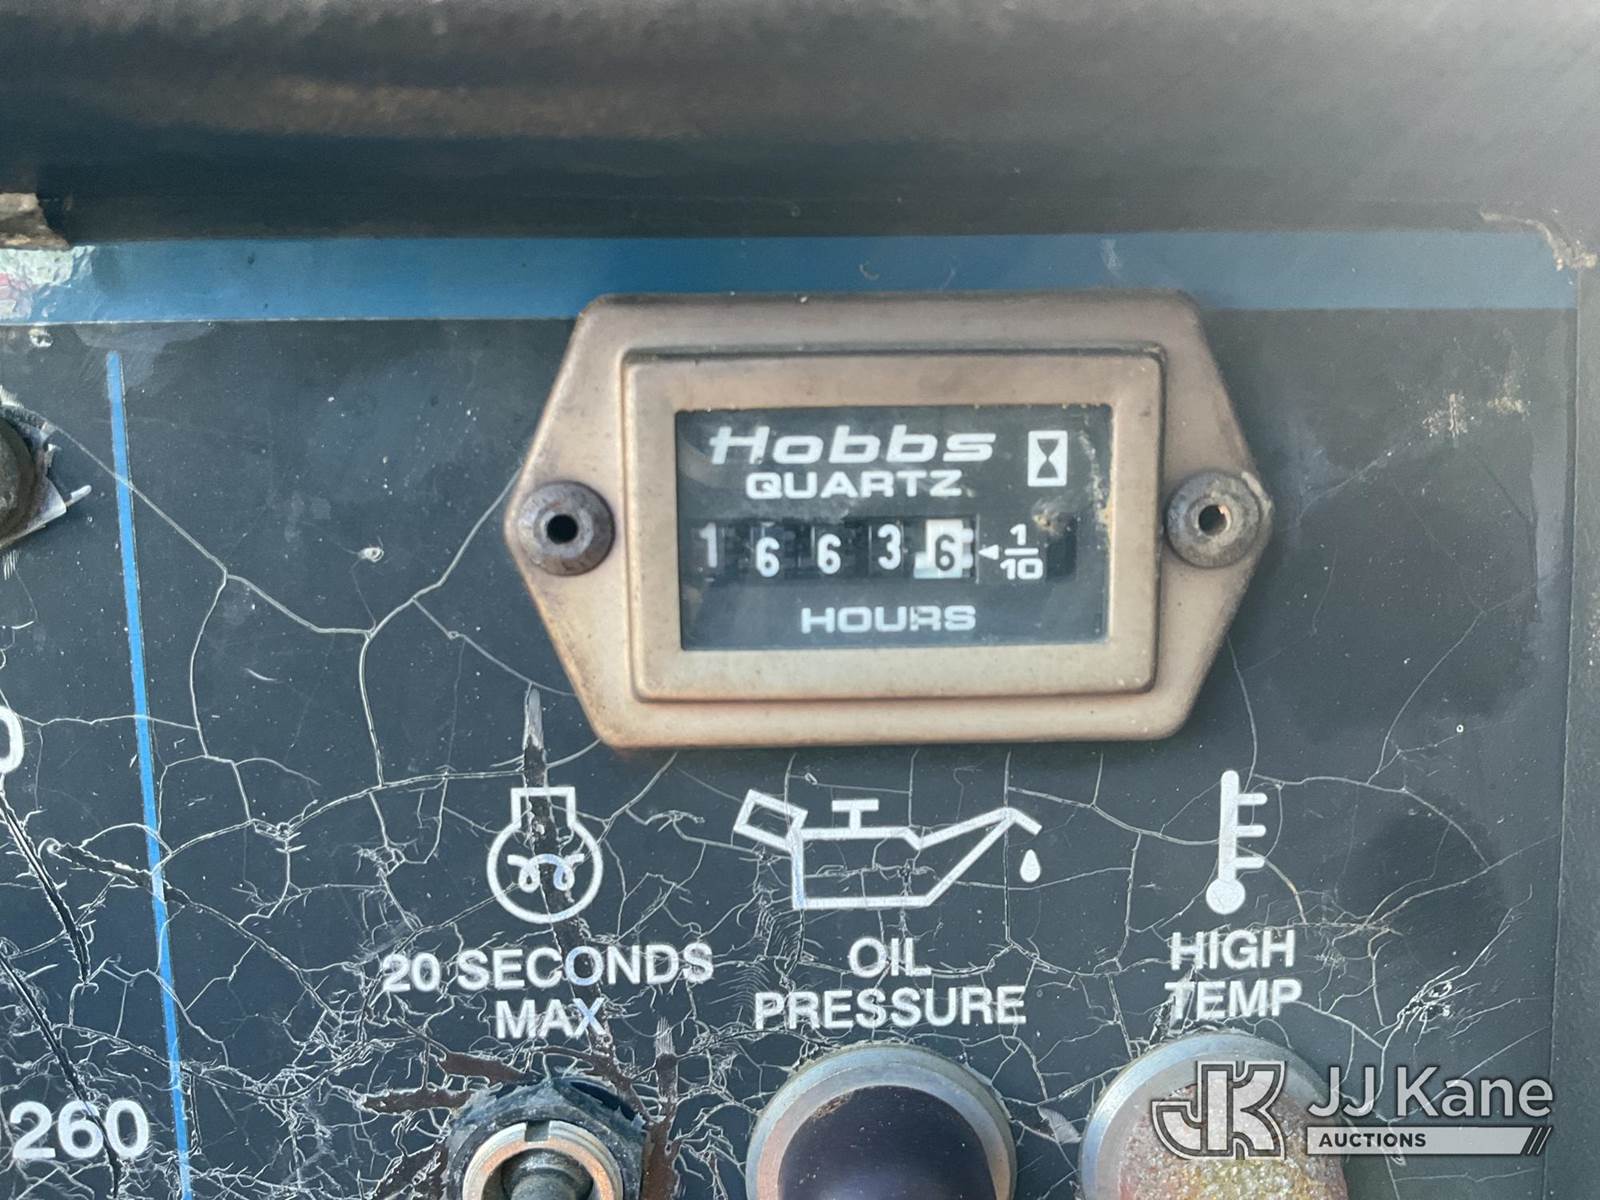 Hobbs
QUARTZ
1 6 6 3 6 1/10
HOURS
20 SECONDS
MAX
OIL
PRESSURE
HIGH
TEMP
260
JJ Kane
AUCTIONS